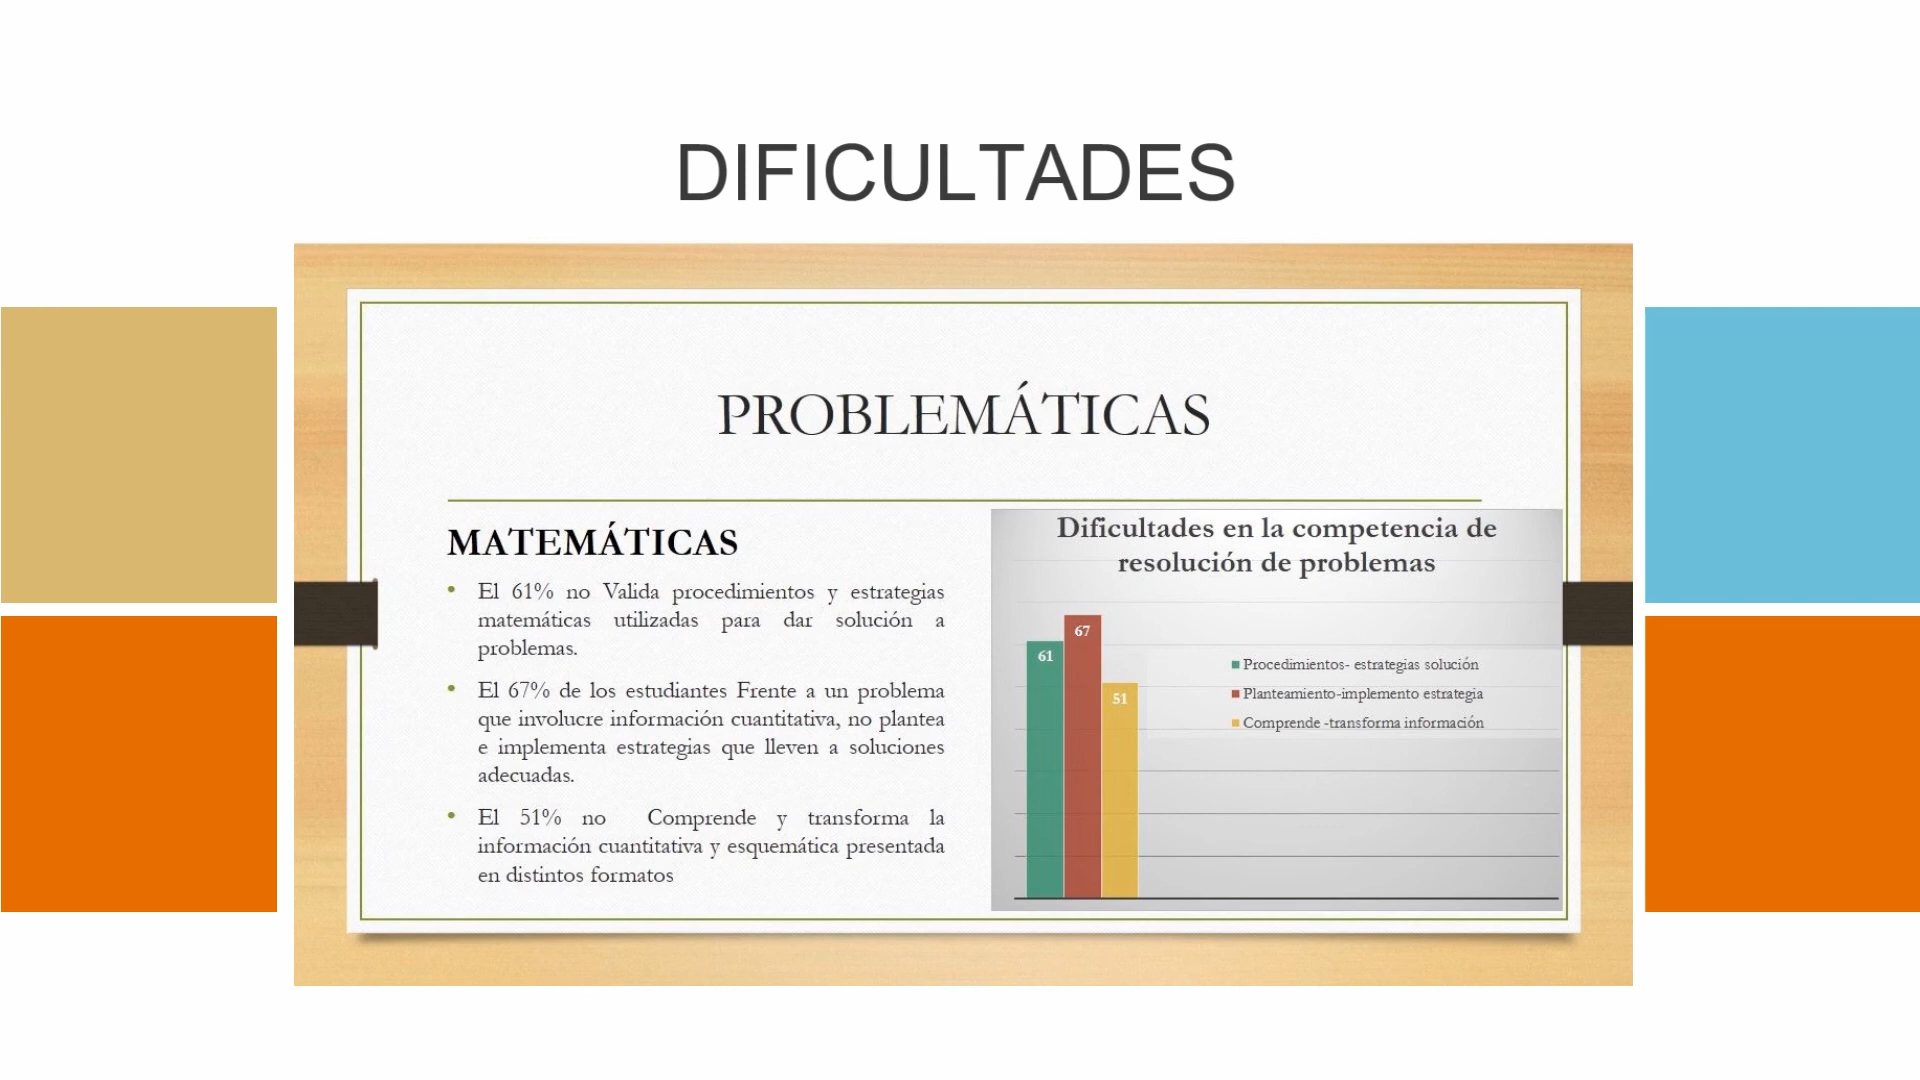 DIFICULTADES
PROBLEMÁTICAS
MATEMÁTICAS
• El 61% no Valida procedimientos y estrategias
matemáticas utilizadas para dar solución a
problemas.
• El 67% de los estudiantes Frente a un problema
que involucre información cuantitativa, no plantea
e implementa estrategias que lleven a soluciones
adecuadas.
• El 51% no Comprende y transforma la
información cuantitativa y esquemática presentada
en distintos formatos
Dificultades en la competencia de
resolución de problemas
61
67
51
Procedimientos- estrategias solución
Planteamiento-implemento estrategia
Comprende -transforma información